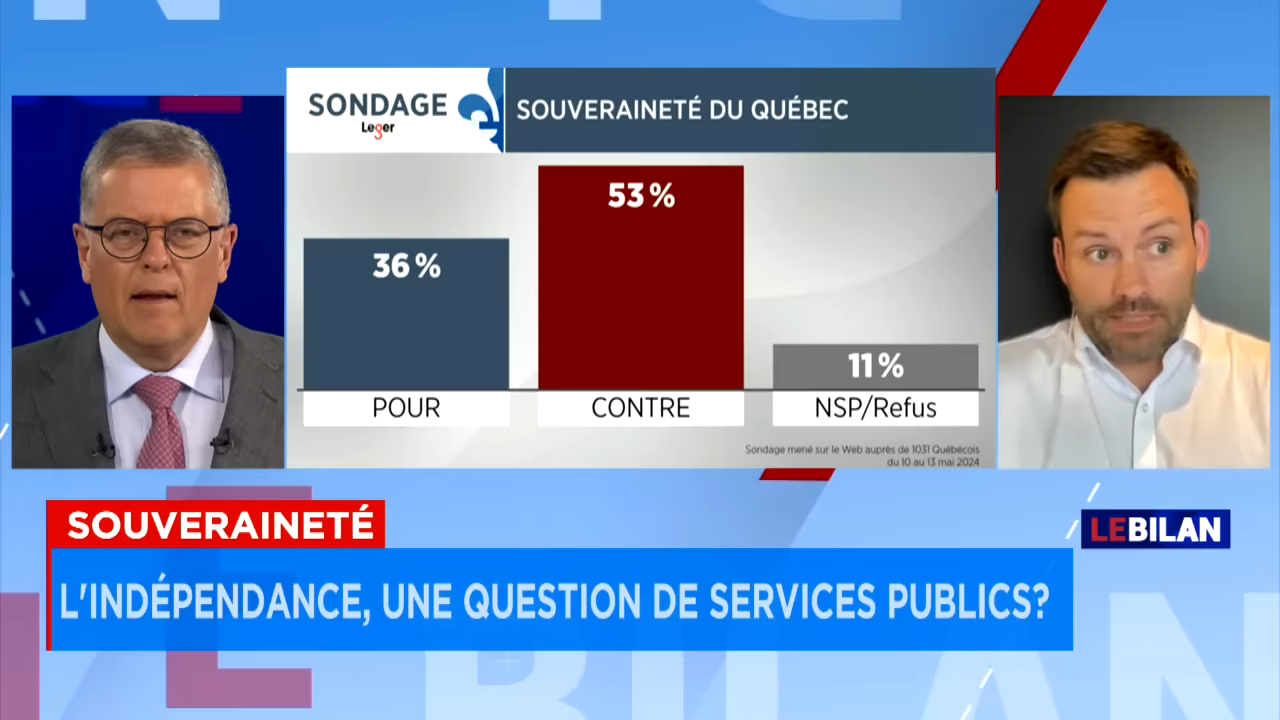 SONDAGE
Leger
SOUVERAINETÉ DU QUÉBEC
36 %
53 %
11 %
POUR
CONTRE
NSP/Refus
Sondage mené sur le Web auprès de 1031 Québécois
du 10 au 13 mai 2024
SOUVERAINETÉ
LEBILAN
L'INDÉPENDANCE, UNE QUESTION DE SERVICES PUBLICS?